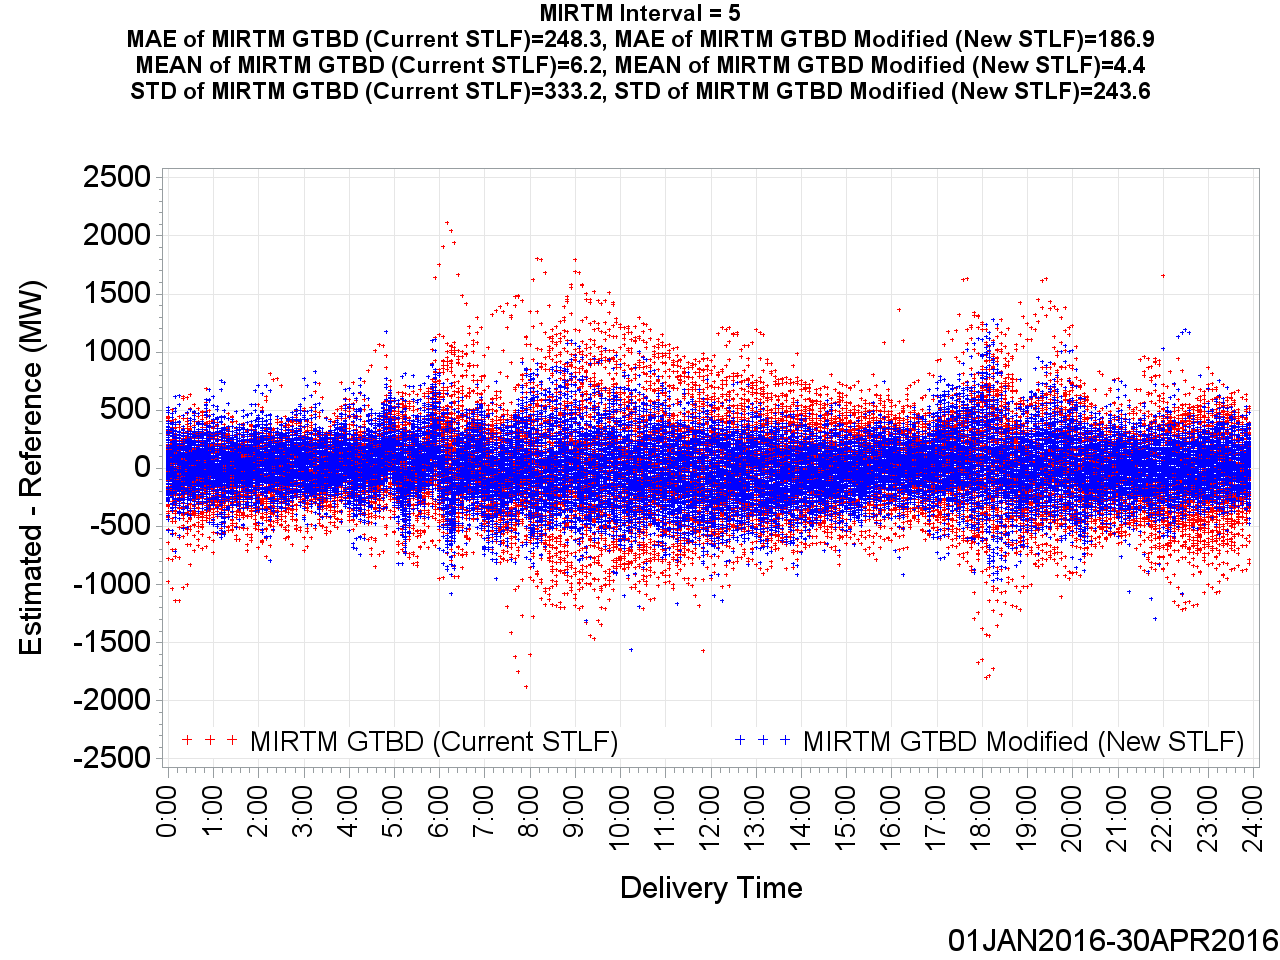 MIRTM Interval = 5
MAE of MIRTM GTBD (Current STLF)=248.3, MAE of MIRTM GTBD Modified (New STLF)=186.9
MEAN of MIRTM GTBD (Current STLF)=6.2, MEAN of MIRTM GTBD Modified (New STLF)=4.4
STD of MIRTM GTBD (Current STLF)=333.2, STD of MIRTM GTBD Modified (New STLF)=243.6
Estimated - Reference (MW)
2500
2000
1500
1000
500
0
-500
-1000
-1500
-2000
-2500
MIRTM GTBD (Current STLF) MIRTM GTBD Modified (New STLF)
0:00 1:00 2:00 3:00 4:00 5:00 6:00 7:00 8:00 9:00 10:00 11:00 12:00 13:00 14:00 15:00 16:00 17:00 18:00 19:00 20:00 21:00 22:00 23:00 24:00
Delivery Time
01JAN2016-30APR2016